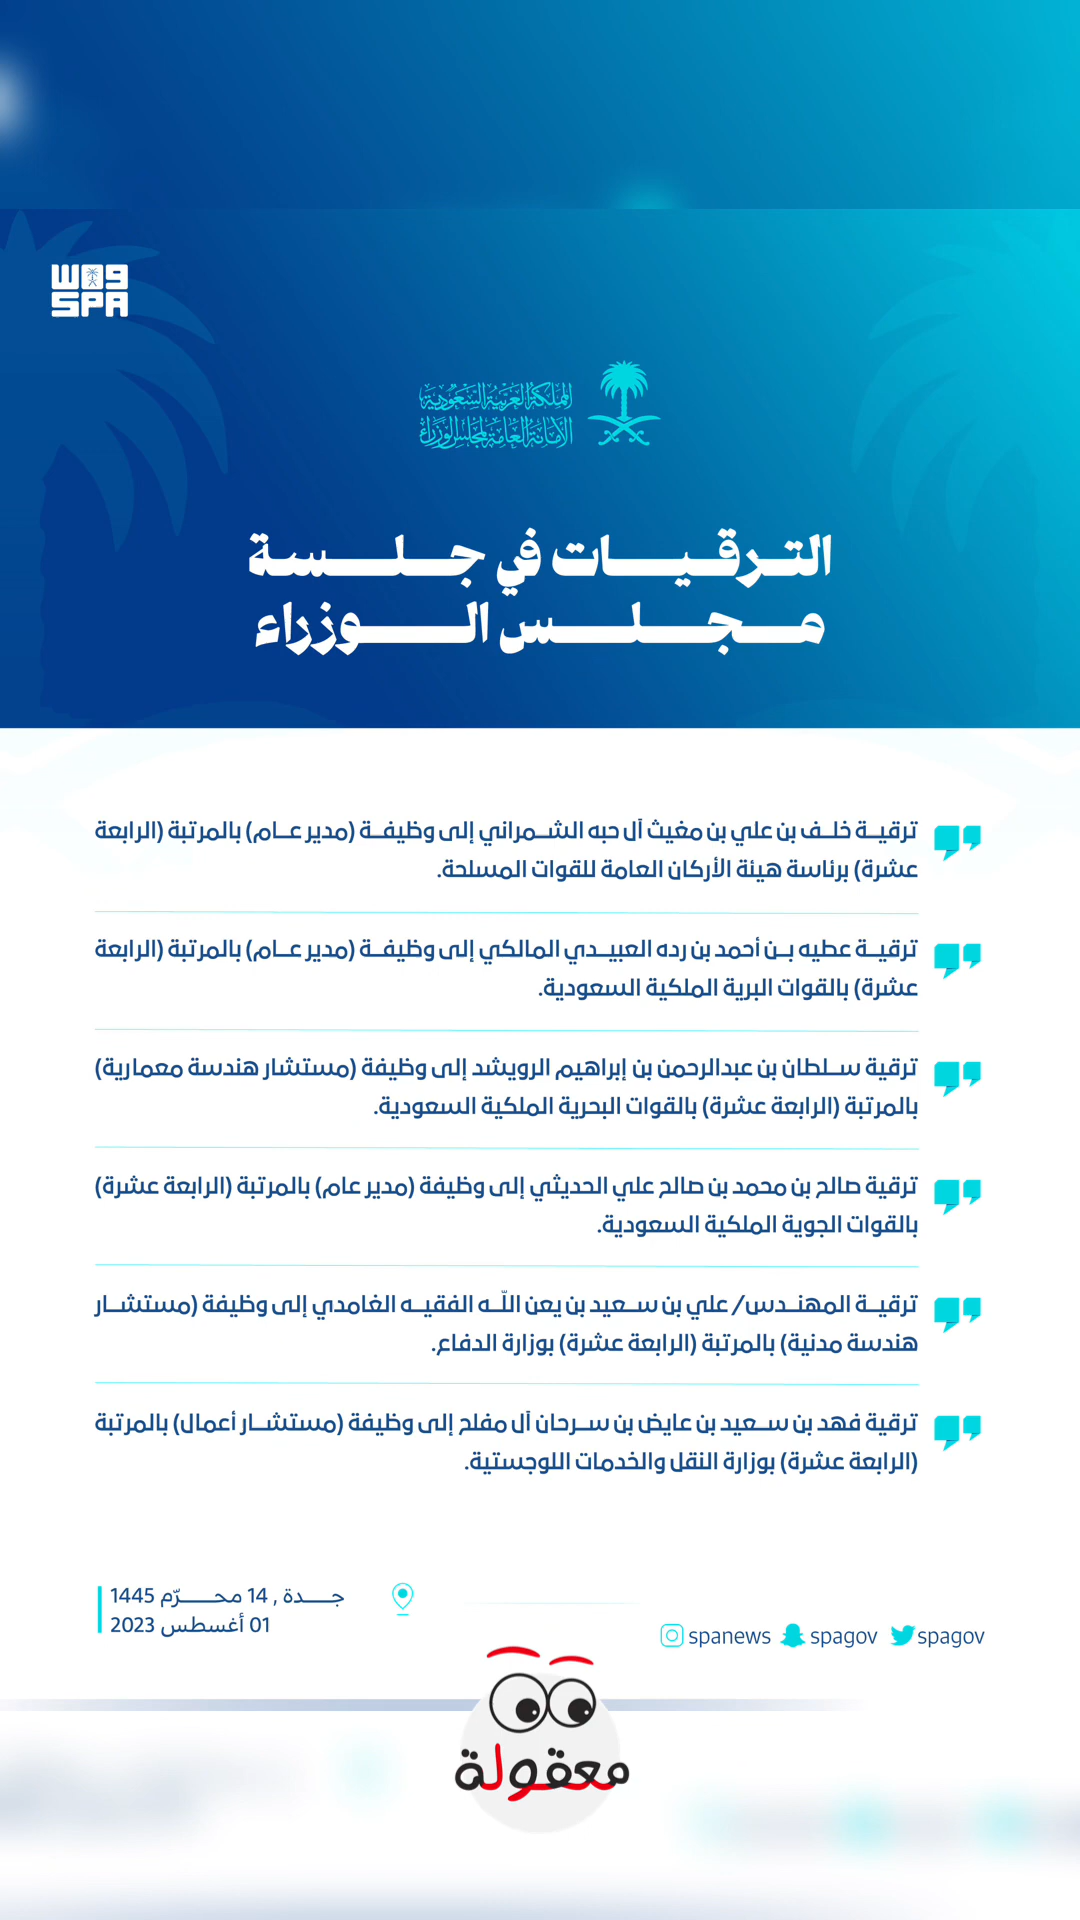 واس
SPA
المملكة العربية السعودية
الأمانة العامة لمجلس الوزراء
الترقيات في جلسة
مجلس الوزراء
ترقية خلف بن علي بن مغيث آل حبه الشمراني إلى وظيفة (مدير عام) بالمرتبة (الرابعة
عشرة) برئاسة هيئة الأركان العامة للقوات المسلحة.
ترقية عطيه بن أحمد بن رده العبيدي المالكي إلى وظيفة (مدير عام) بالمرتبة (الرابعة
عشرة) بالقوات البرية الملكية السعودية.
ترقية سلطان بن عبدالرحمن بن إبراهيم الرويشد إلى وظيفة (مستشار هندسة معمارية)
بالمرتبة (الرابعة عشرة) بالقوات البحرية الملكية السعودية.
ترقية صالح بن محمد بن صالح علي الحديثي إلى وظيفة (مدير عام) بالمرتبة (الرابعة عشرة)
بالقوات الجوية الملكية السعودية.
ترقية المهندس/ علي بن سعيد بن يعن اللّه الفقيه الغامدي إلى وظيفة (مستشار
هندسة مدنية) بالمرتبة (الرابعة عشرة) بوزارة الدفاع.
ترقية فهد بن سعيد بن عايض بن سرحان آل مفلح إلى وظيفة (مستشار أعمال) بالمرتبة
(الرابعة عشرة) بوزارة النقل والخدمات اللوجستية.
جدة , 14 محرّم 1445
01 أغسطس 2023
spanews spagov spagov
معقولة